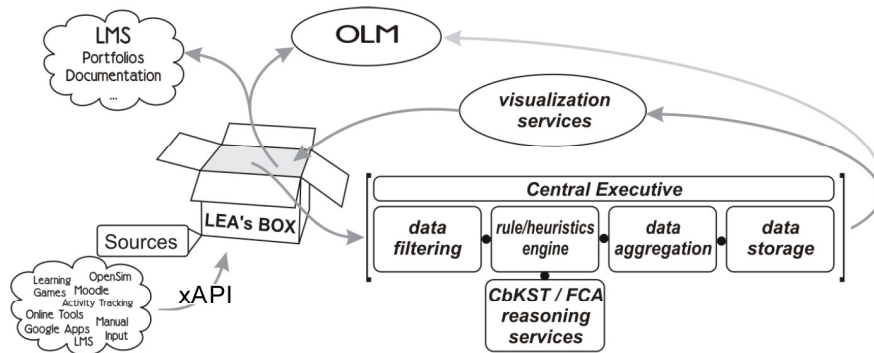 LMS
Portfolios
Documentation
...
OLM
visualization
services
LEA's BOX
Sources
Learning OpenSim
Games Moodle
Activity Tracking
Online Tools
Manual
Google Apps
Input
LMS
xAPI
Central Executive
data
filtering
rule/heuristics
engine
data
aggregation
data
storage
CbKST / FCA
reasoning
services